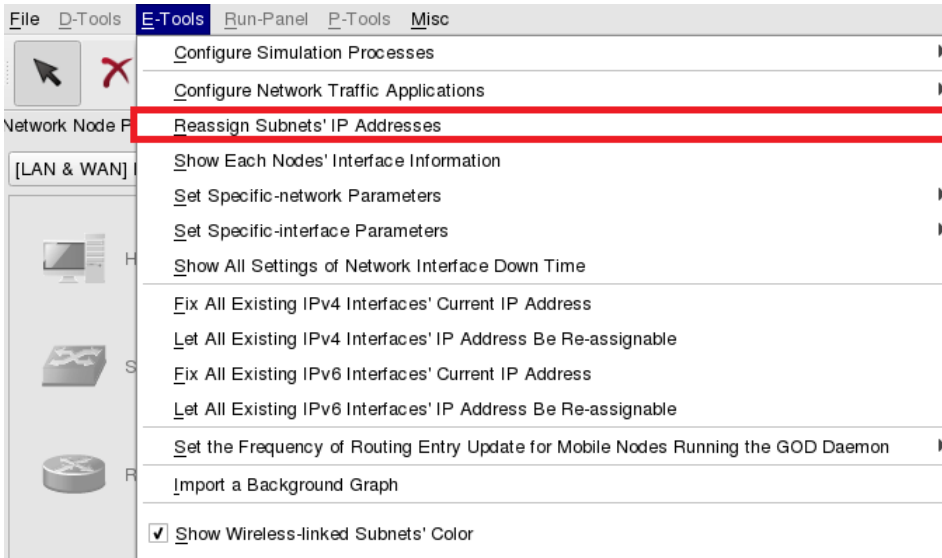 File D-Tools E-Tools Run-Panel P-Tools Misc
Configure Simulation Processes
Configure Network Traffic Applications
Network Node P
Reassign Subnets' IP Addresses
[LAN & WAN]
Show Each Nodes' Interface Information
Set Specific-network Parameters
Set Specific-interface Parameters
H
Show All Settings of Network Interface Down Time
Fix All Existing IPv4 Interfaces' Current IP Address
Let All Existing IPv4 Interfaces' IP Address Be Re-assignable
S
Fix All Existing IPv6 Interfaces' Current IP Address
Let All Existing IPv6 Interfaces' IP Address Be Re-assignable
Set the Frequency of Routing Entry Update for Mobile Nodes Running the GOD Daemon
R
Import a Background Graph
Show Wireless-linked Subnets' Color